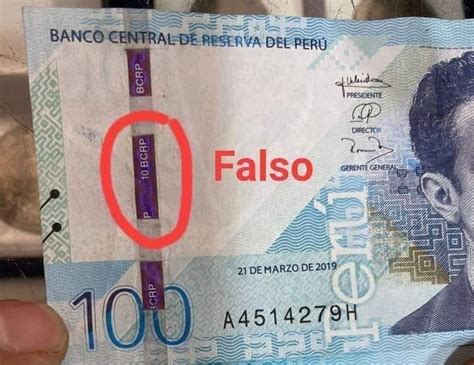 BANCO CENTRAL DE RESERVA DEL PERÚ
BCRP
PRESIDENTE
DIRECTOR
GERENTE GENERAL
10 BCRP
P
Falso
Perú
21 DE MARZO DE 2019
BCRP
100
A4514279H